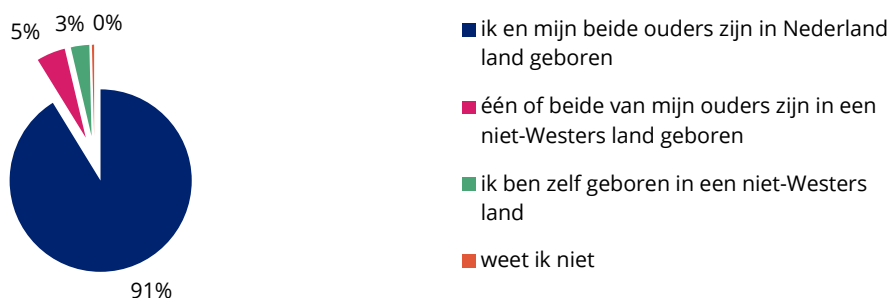 5% 3% 0%
91%
ik en mijn beide ouders zijn in Nederland
land geboren
één of beide van mijn ouders zijn in een
niet-Westers land geboren
ik ben zelf geboren in een niet-Westers
land
weet ik niet